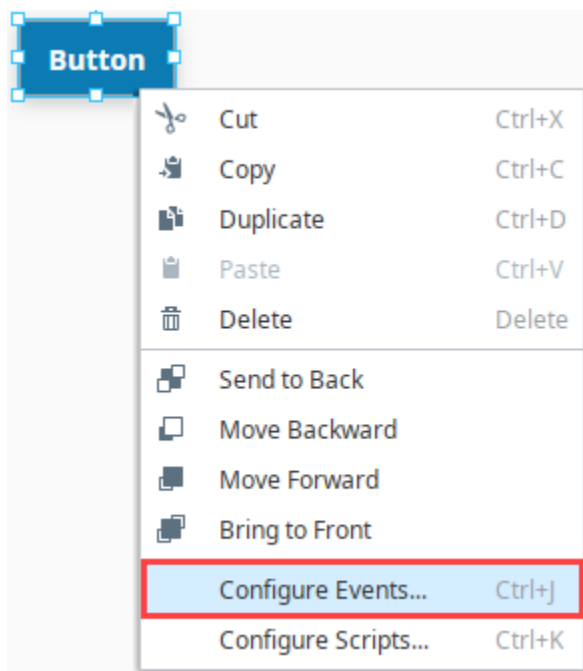 Button
Cut Ctrl+X
Copy Ctrl+C
Duplicate Ctrl+D
Paste Ctrl+V
Delete Delete
Send to Back
Move Backward
Move Forward
Bring to Front
Configure Events... Ctrl+J
Configure Scripts... Ctrl+K